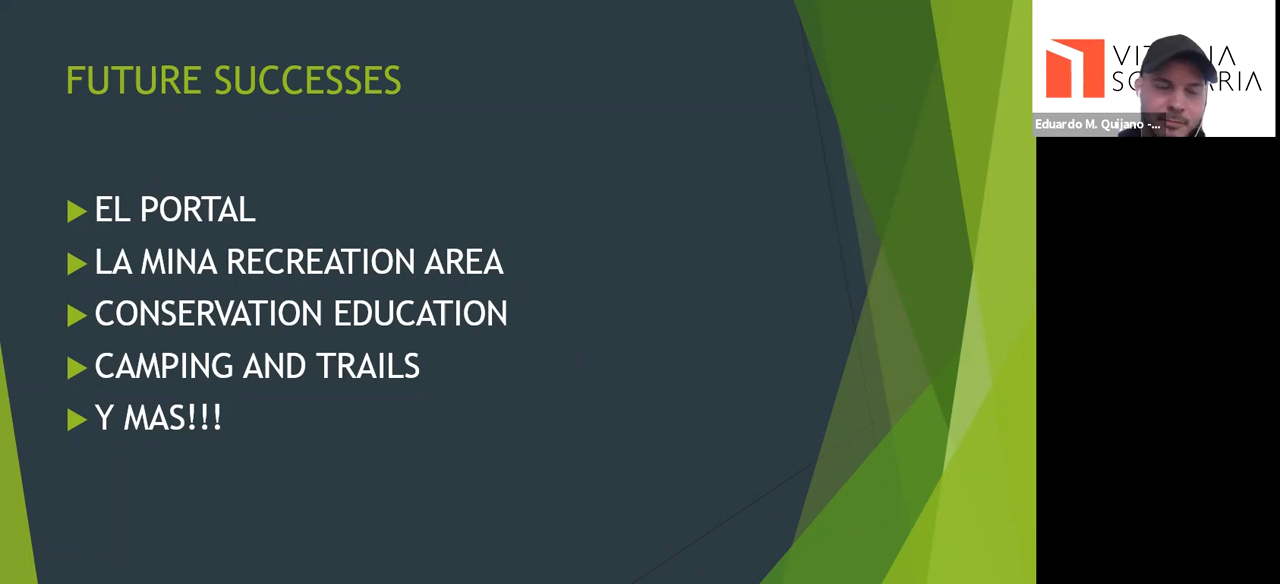 FUTURE SUCCESSES
EL PORTAL
LA MINA RECREATION AREA
CONSERVATION EDUCATION
CAMPING AND TRAILS
Y MAS!!!
Eduardo M. Quijano -...